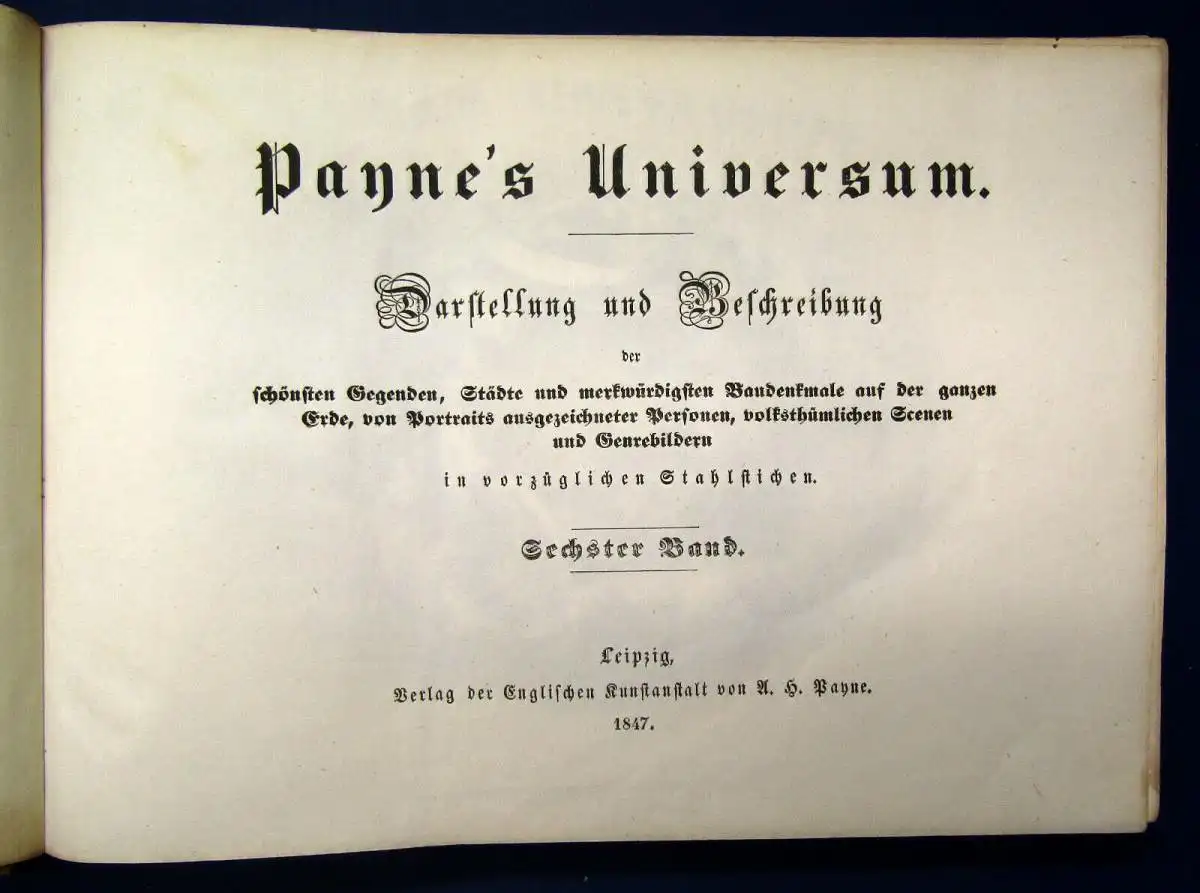 Payne's Universum.
Darstellung und Beschreibung
der
schönsten Gegenden, Städte und merkwürdigsten Baudenkmale auf der ganzen
Erde, von Portraits ausgezeichneter Personen, volksthümlichen Scenen
und Genrebildern
in vorzüglichen Stahlstichen.
Sechster Band.
Leipzig,
Verlag der Englischen Kunstanstalt von A. H. Payne.
1847.